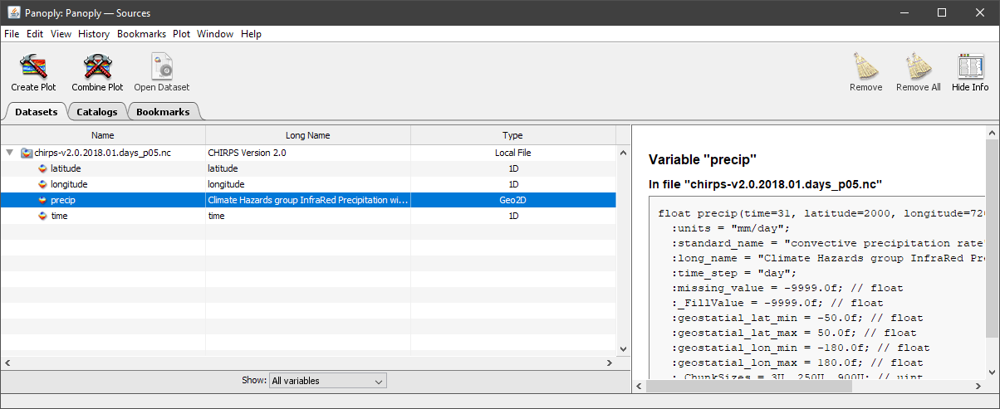 Panoply: Panoply — Sources
File Edit View History Bookmarks Plot Window Help
Create Plot Combine Plot Open Dataset Remove Remove All Hide Info
Datasets Catalogs Bookmarks
Name Long Name Type
chirps-v2.0.2018.01.days_p05.nc CHIRPS Version 2.0 Local File
latitude latitude 1D
longitude longitude 1D
precip Climate Hazards group InfraRed Precipitation wi... Geo2D
time time 1D
Show: All variables
Variable "precip"
In file "chirps-v2.0.2018.01.days_p05.nc"
float precip(time=31, latitude=2000, longitude=720
:units = "mm/day";
:standard_name = "convective precipitation rate"
:long_name = "Climate Hazards group InfraRed Pre
:time_step = "day";
:missing_value = -9999.0f; // float
:_FillValue = -9999.0f; // float
:geostatial_lat_min = -50.0f; // float
:geostatial_lat_max = 50.0f; // float
:geostatial_lon_min = -180.0f; // float
:geostatial_lon_max = 180.0f; // float
:_ChunkSizes = 3U, 250U, 900U; // uint